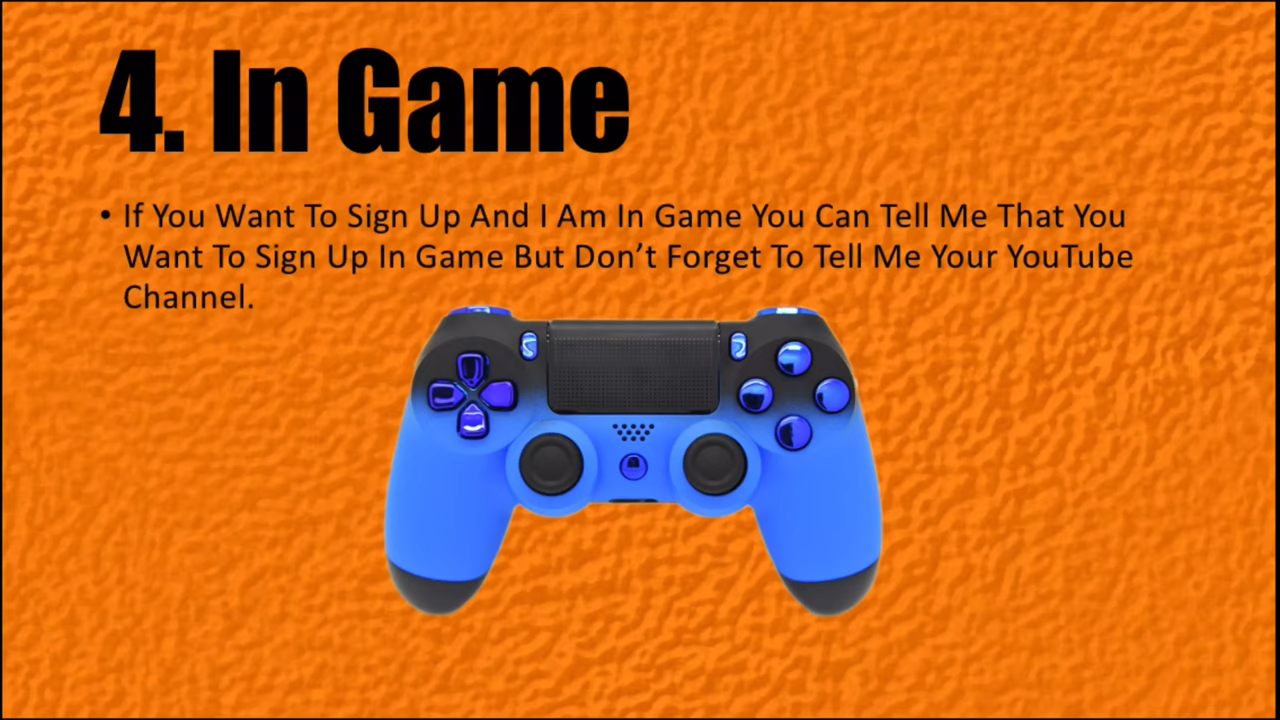 4. In Game
• If You Want To Sign Up And I Am In Game You Can Tell Me That You
Want To Sign Up In Game But Don’t Forget To Tell Me Your YouTube
Channel.